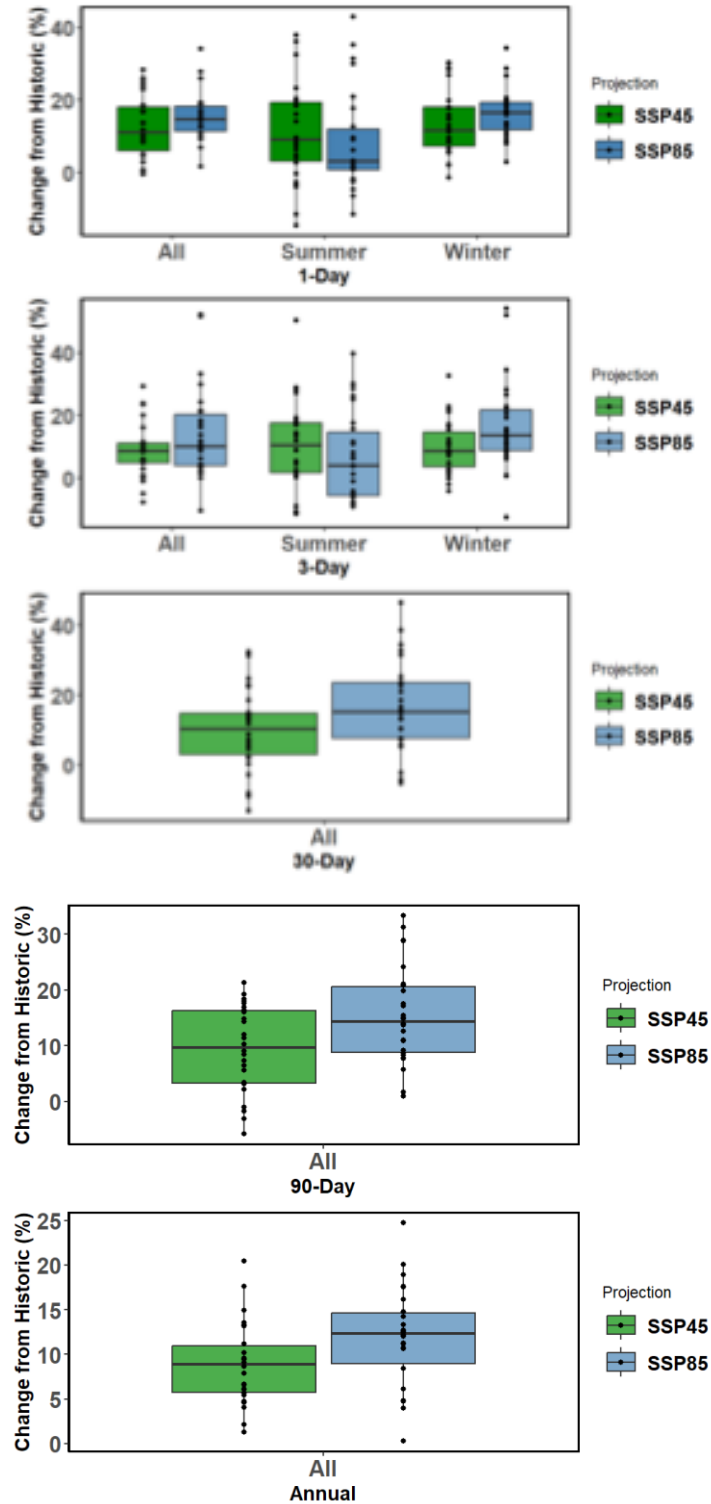 Change from Historic (%)
40
20
0
All Summer Winter
1-Day
Projection
SSP45
SSP85
Change from Historic (%)
40
20
0
All Summer Winter
3-Day
Projection
SSP45
SSP85
Change from Historic (%)
40
20
0
All
30-Day
Projection
SSP45
SSP85
Change from Historic (%)
30
20
10
0
All
90-Day
Projection
SSP45
SSP85
Change from Historic (%)
25
20
15
10
5
0
All
Annual
Projection
SSP45
SSP85